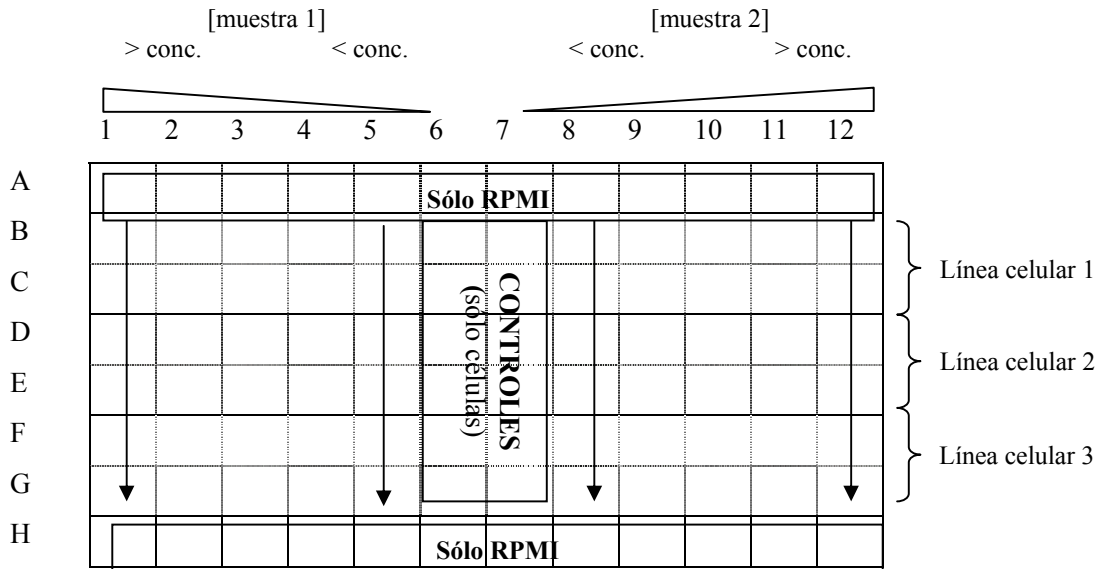 [muestra 1] [muestra 2]
> conc. < conc. < conc. > conc.
1 2 3 4 5 6 7 8 9 10 11 12
A
Sólo RPMI
B
C
D
E
F
G
CONTROLES
(sólo células)
Línea celular 1
Línea celular 2
Línea celular 3
H
Sólo RPMI